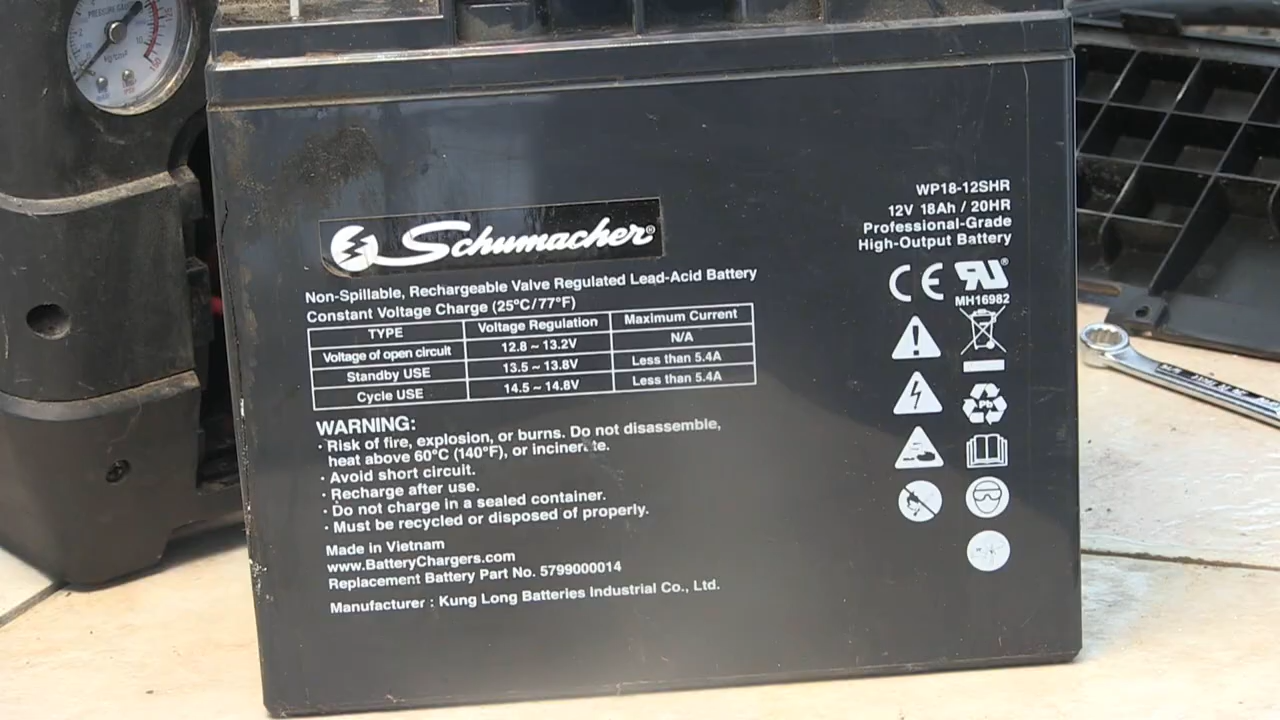 PRESSURE GAUGE
Schumacher®
WP18-12SHR
12V 18Ah / 20HR
Professional-Grade
High-Output Battery
CE
MH16982
Non-Spillable, Rechargeable Valve Regulated Lead-Acid Battery
Constant Voltage Charge (25°C/77°F)
TYPE Voltage Regulation Maximum Current
Voltage of open circuit 12.8 ~ 13.2V N/A
Standby USE 13.5 ~ 13.8V Less than 5.4A
Cycle USE 14.5 ~ 14.8V Less than 5.4A
Pb
WARNING:
· Risk of fire, explosion, or burns. Do not disassemble,
heat above 60°C (140°F), or incinerate.
· Avoid short circuit.
· Recharge after use.
· Do not charge in a sealed container.
· Must be recycled or disposed of properly.
Made in Vietnam
www.BatteryChargers.com
Replacement Battery Part No. 5799000014
Manufacturer : Kung Long Batteries Industrial Co., Ltd.